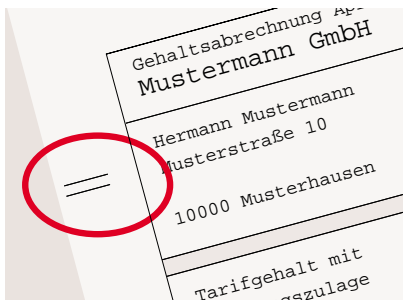 Gehaltsabrechnung
Mustermann GmbH
Hermann Mustermann
Musterstraße 10
10000 Musterhausen
Tarifgehalt mit